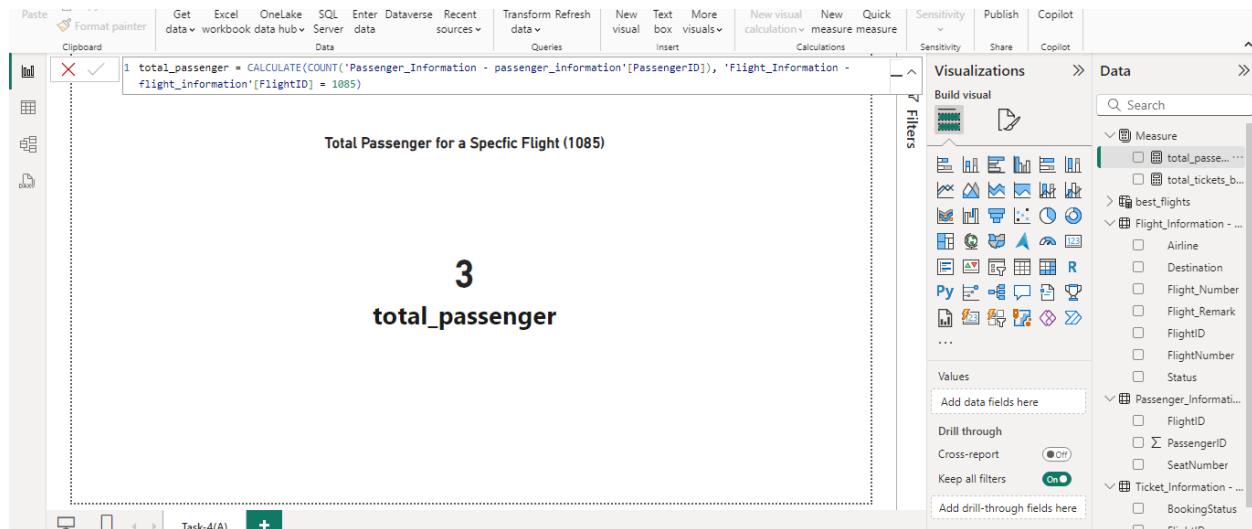 Paste
Format painter
Clipboard
Get data
Excel workbook
OneLake data hub
SQL Server
Enter data
Dataverse
Recent sources
Data
Transform data
Refresh
Queries
New visual
Text box
More visuals
Insert
New visual calculation
New measure
Quick measure
Calculations
Sensitivity
Sensitivity
Publish
Share
Copilot
Copilot
1 total_passenger = CALCULATE(COUNT('Passenger_Information - passenger_information'[PassengerID]), 'Flight_Information -
flight_information'[FlightID] = 1085)
Total Passenger for a Specfic Flight (1085)
3
total_passenger
Task-4(A)
Filters
Visualizations
Build visual
123
R
Py
...
Values
Add data fields here
Drill through
Cross-report
Off
Keep all filters
On
Add drill-through fields here
Data
Search
Measure
total_passe... ...
total_tickets_b...
best_flights
Flight_Information - ...
Airline
Destination
Flight_Number
Flight_Remark
FlightID
FlightNumber
Status
Passenger_Informati...
FlightID
PassengerID
SeatNumber
Ticket_Information - ...
BookingStatus
FlightID